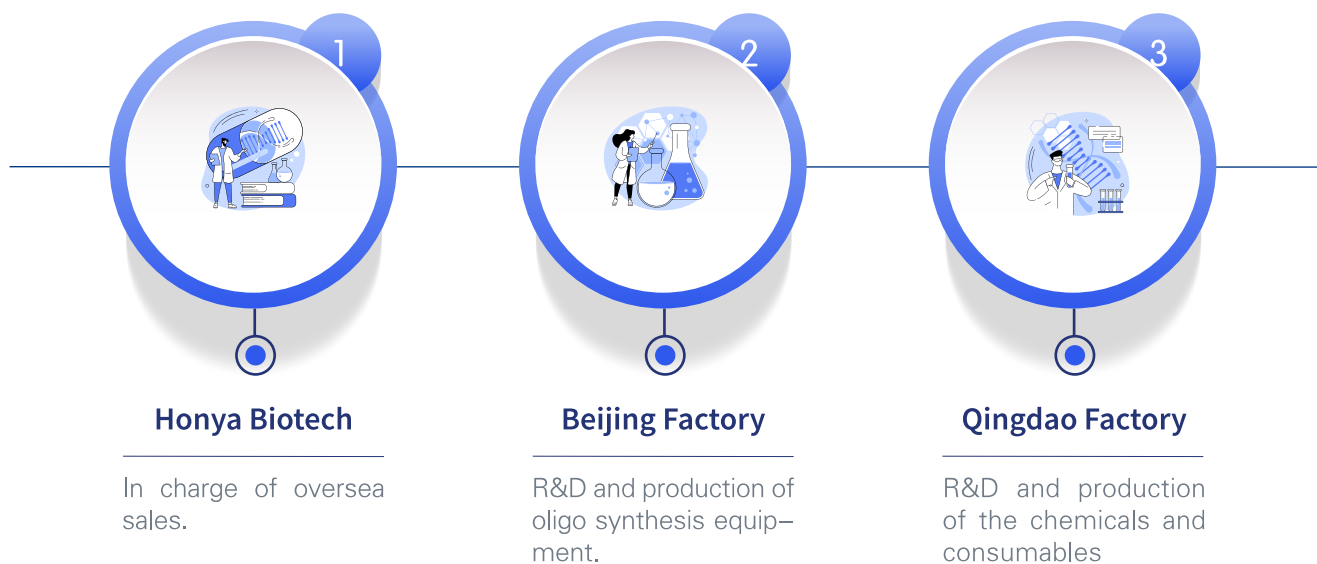 1
2
3
Honya Biotech
In charge of oversea
sales.
Beijing Factory
R&D and production of
oligo synthesis equip–
ment.
Qingdao Factory
R&D and production
of the chemicals and
consumables